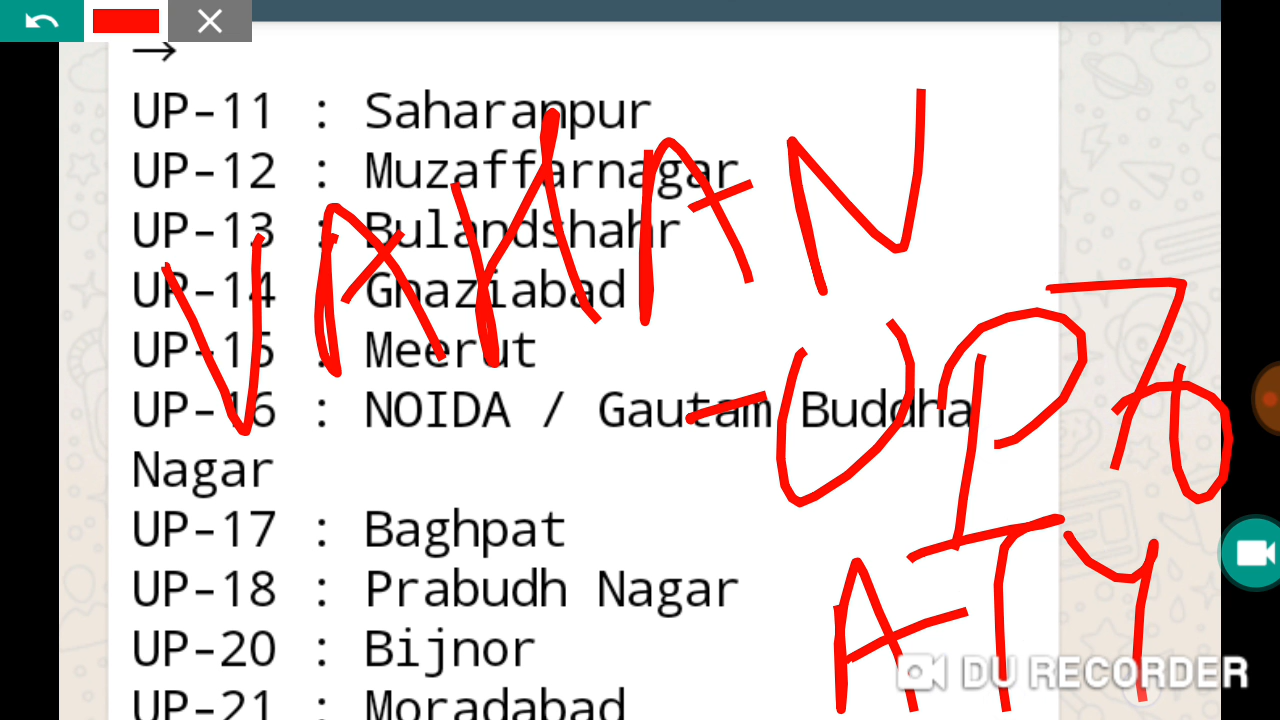 →
UP-11 : Saharanpur
UP-12 : Muzaffarnagar
UP-13 : Bulandshahr
UP-14 : Ghaziabad
UP-15 : Meerut
UP-16 : NOIDA / Gautam Buddha
Nagar
UP-17 : Baghpat
UP-18 : Prabudh Nagar
UP-20 : Bijnor
UP-21 : Moradabad
VAHAN
-UP70
ATY
DU RECORDER